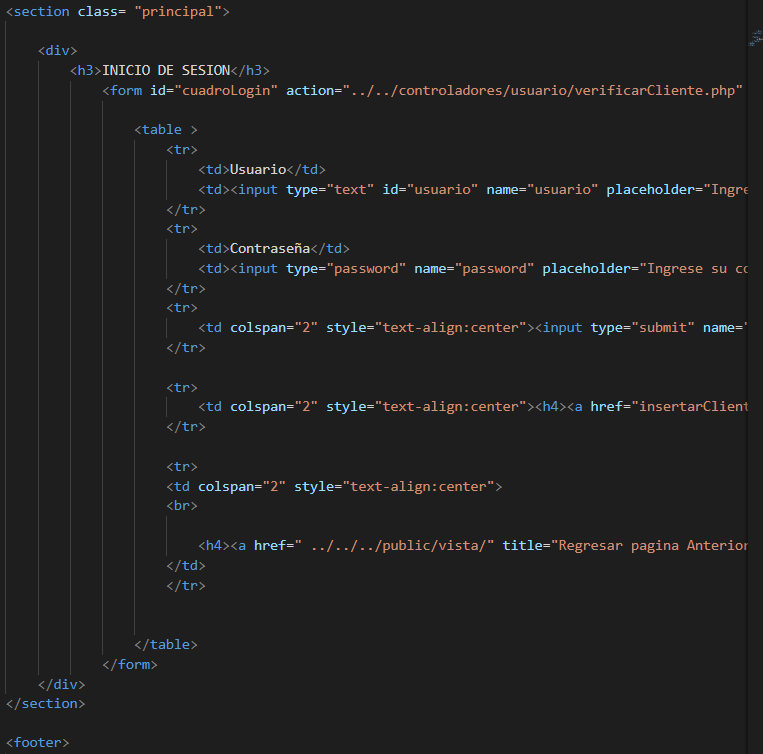 <section class= "principal">
<div>
<h3>INICIO DE SESION</h3>
<form id="cuadroLogin" action="../../controladores/usuario/verificarCliente.php"
<table >
<tr>
<td>Usuario</td>
<td><input type="text" id="usuario" name="usuario" placeholder="Ingre
</tr>
<tr>
<td>Contraseña</td>
<td><input type="password" name="password" placeholder="Ingrese su co
</tr>
<tr>
<td colspan="2" style="text-align:center"><input type="submit" name="
</tr>
<tr>
<td colspan="2" style="text-align:center"><h4><a href="insertarClient
</tr>
<tr>
<td colspan="2" style="text-align:center">
<br>
<h4><a href=" ../../../public/vista/" title="Regresar pagina Anterior
</td>
</tr>
</table>
</form>
</div>
</section>
<footer>